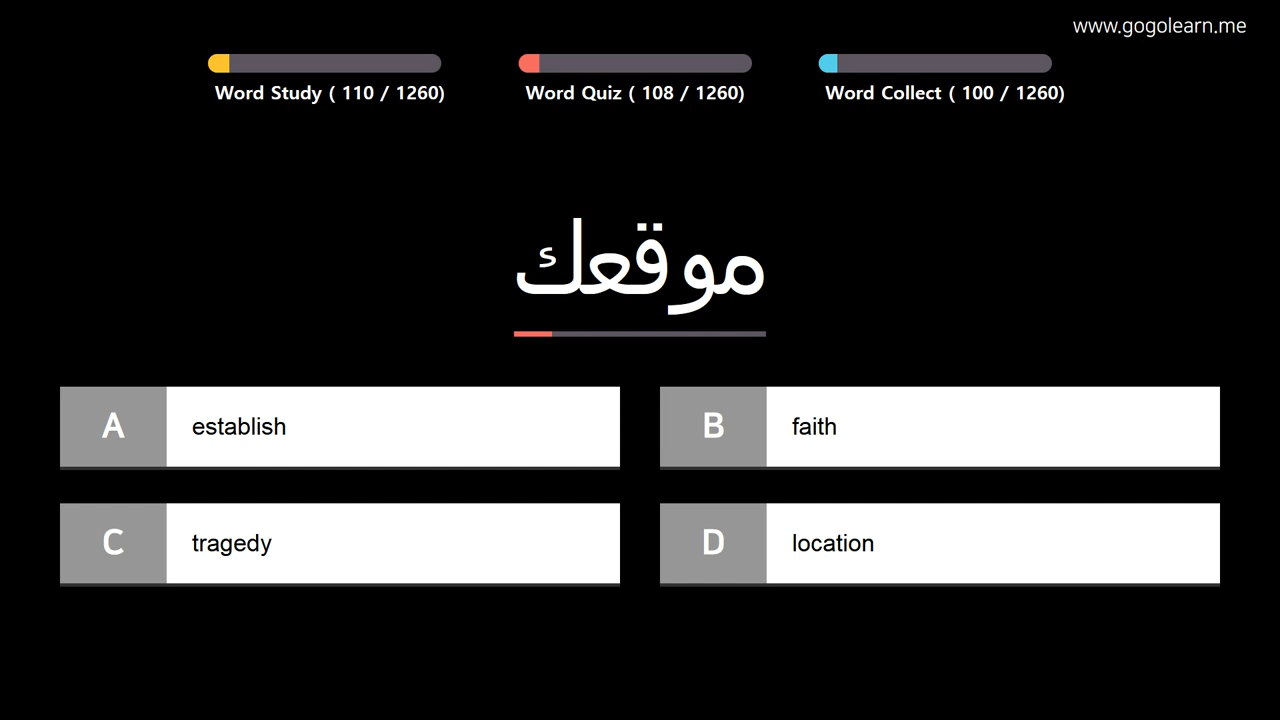 www.gogolearn.me
Word Study ( 110 / 1260)
Word Quiz ( 108 / 1260)
Word Collect ( 100 / 1260)
موقعك
A establish
B faith
C tragedy
D location